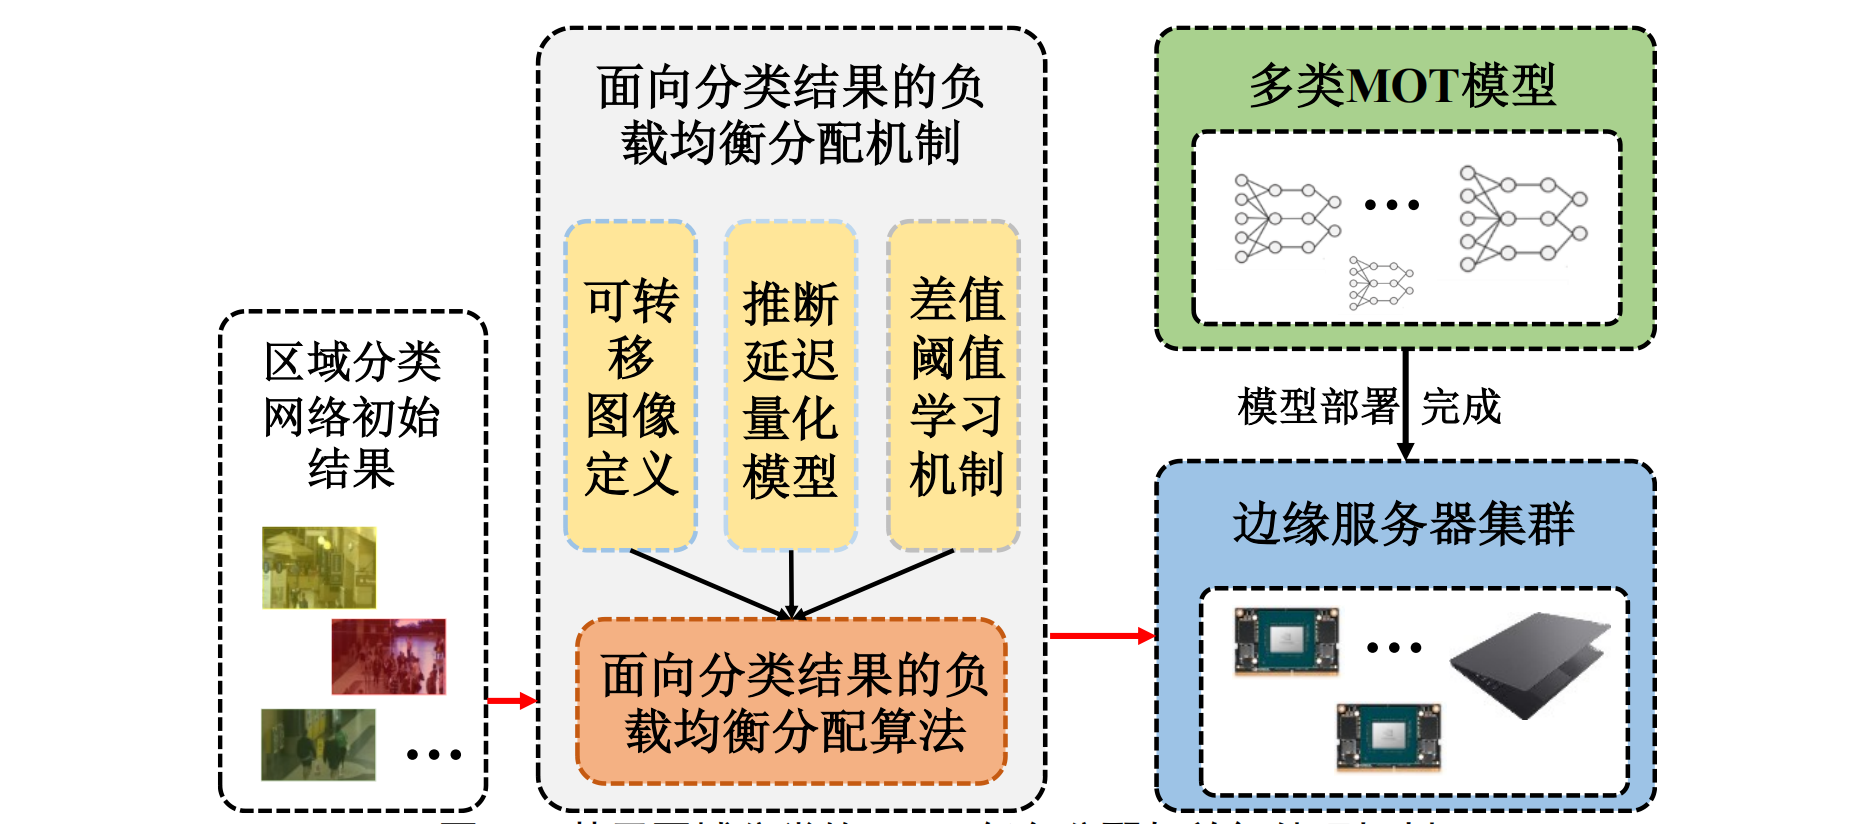 区域分类
网络初始
结果
面向分类结果的负
载均衡分配机制
可转
移
图像
定义
推断
延迟
量化
模型
差值
阈值
学习
机制
面向分类结果的负
载均衡分配算法
多类MOT模型
模型部署 完成
边缘服务器集群